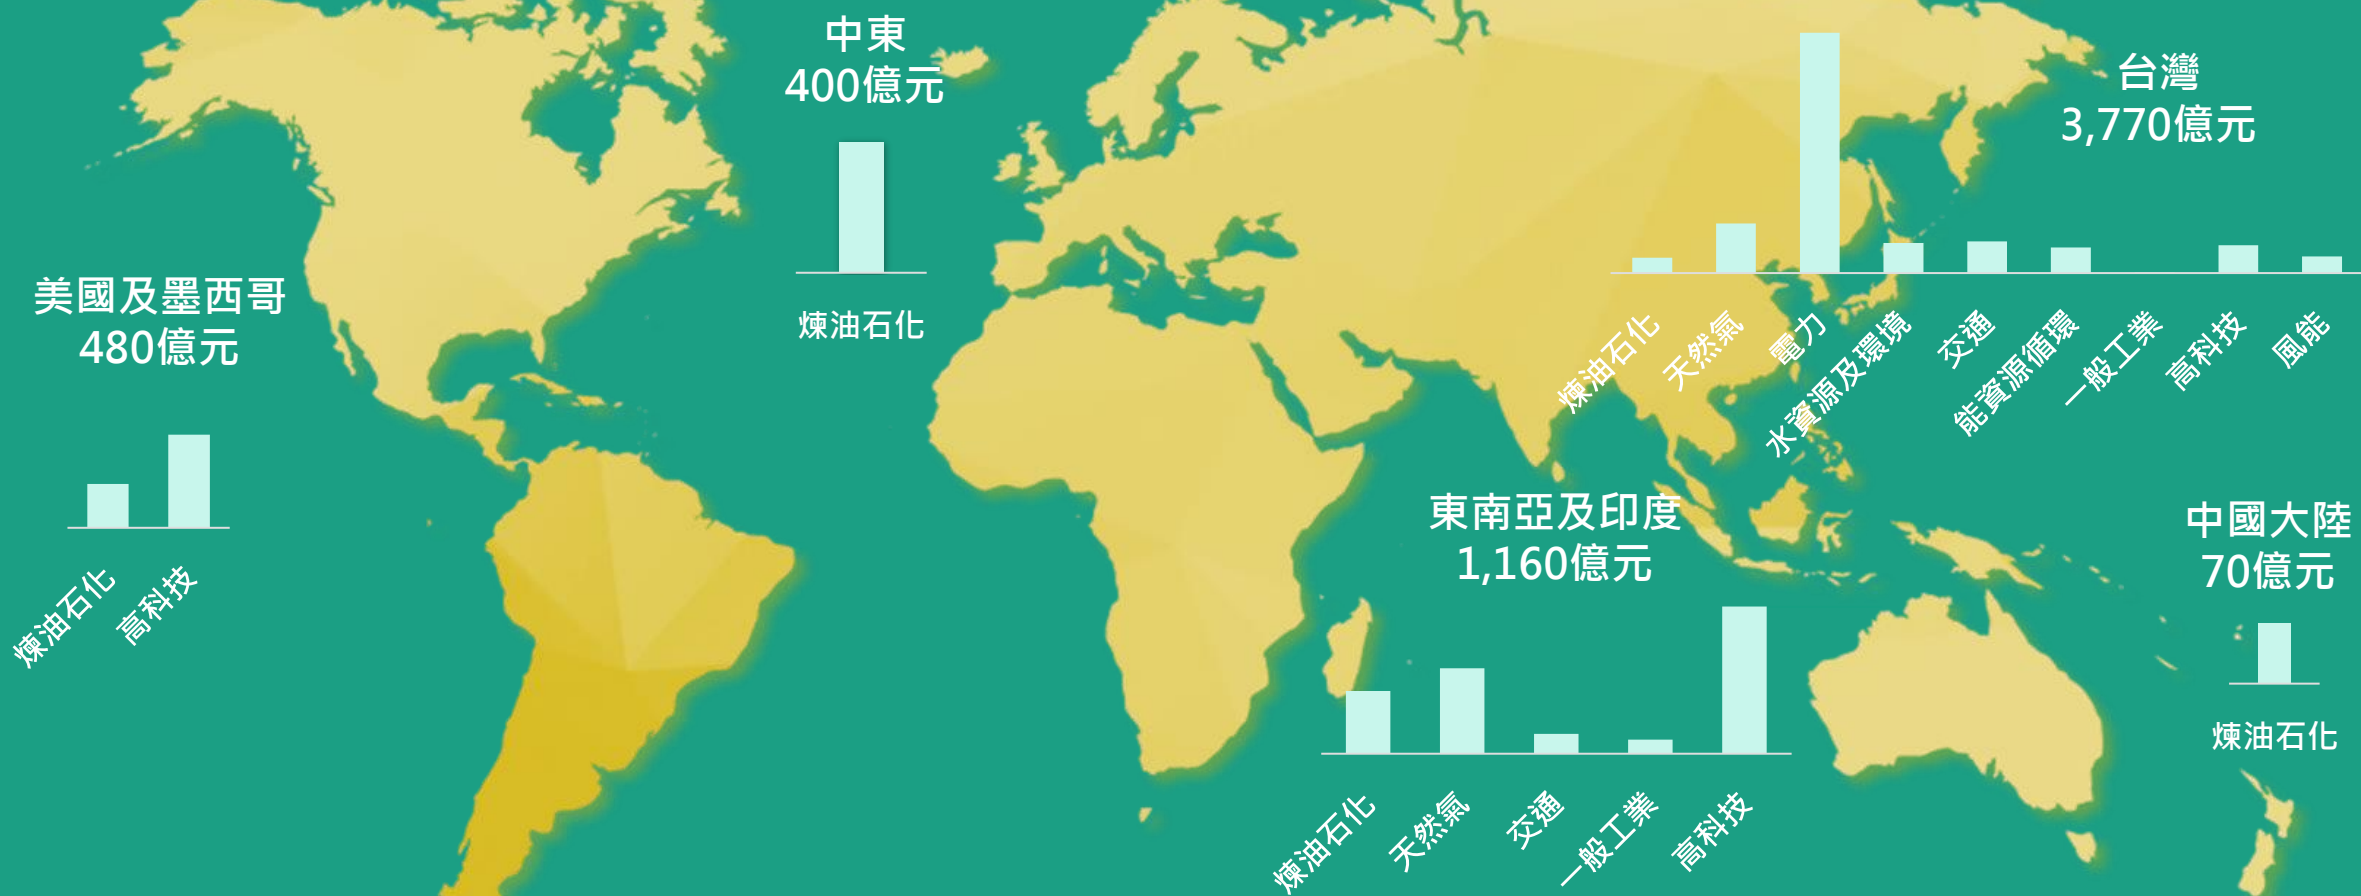 中東
400億元
煉油石化
台灣
3,770億元
煉油石化
天然氣
電力
水資源及環境
交通
能資源循環
一般工業
高科技
風能
美國及墨西哥
480億元
煉油石化
高科技
東南亞及印度
1,160億元
煉油石化
天然氣
交通
一般工業
高科技
中國大陸
70億元
煉油石化